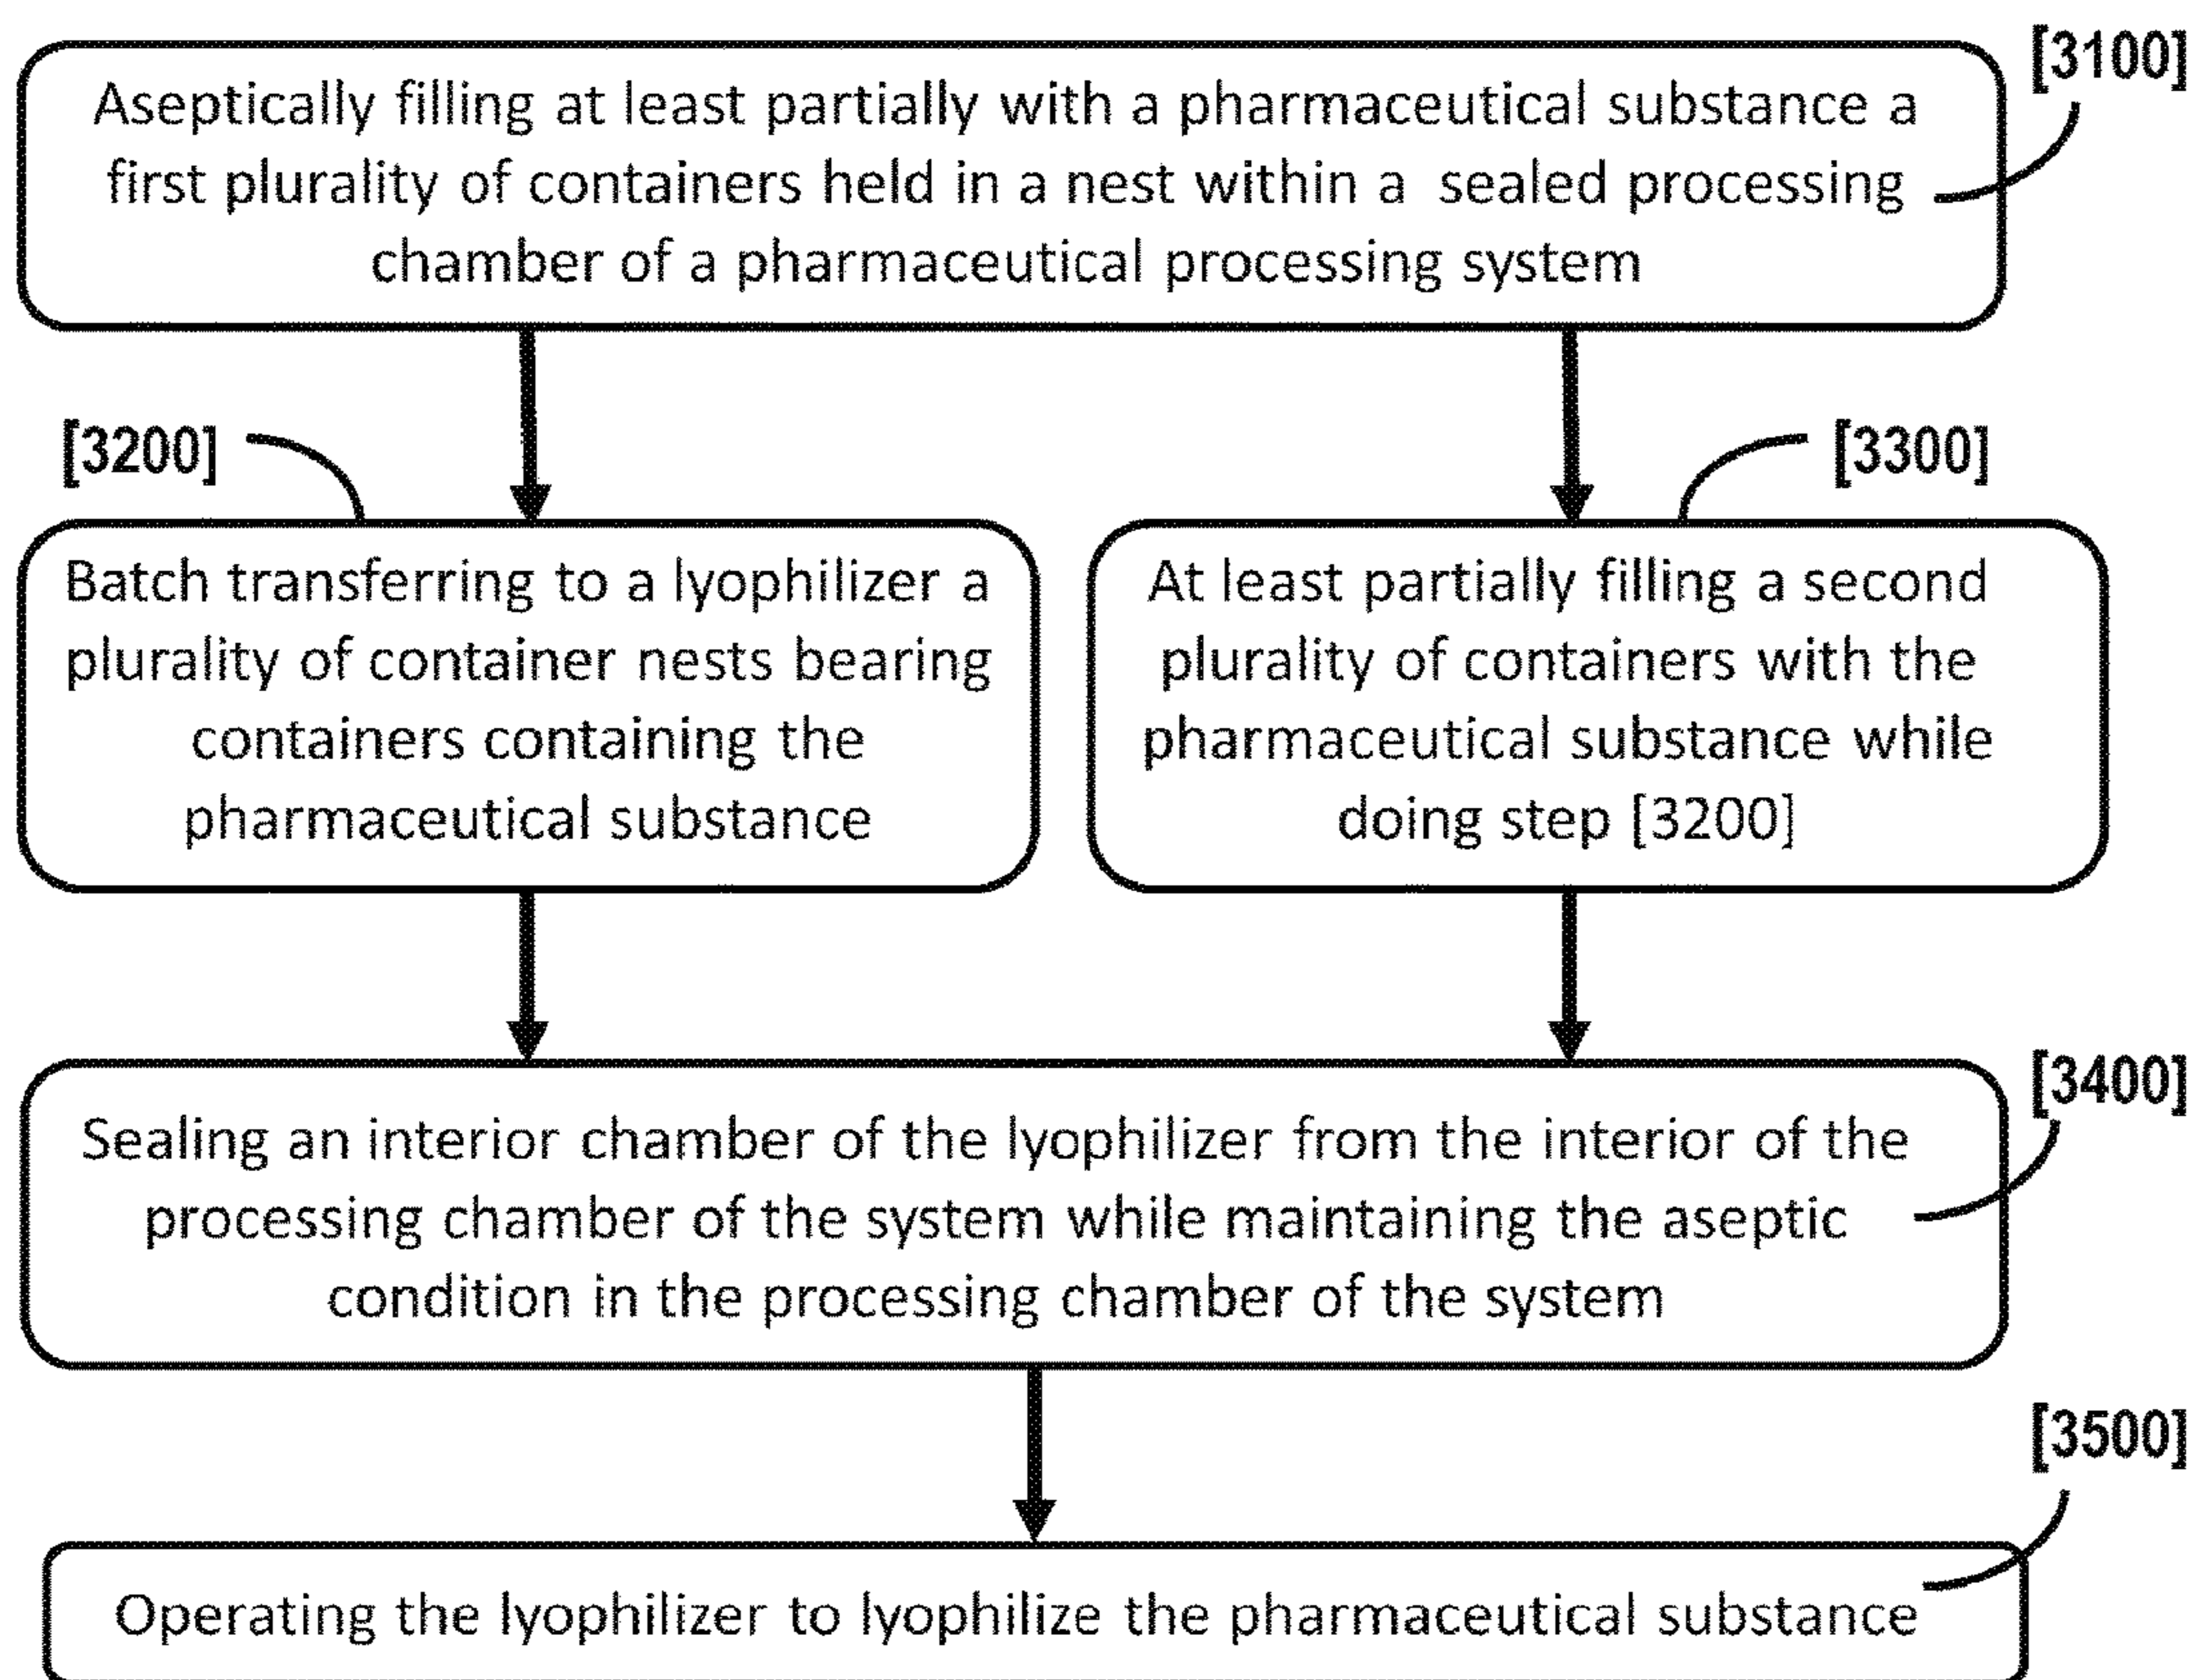 [3100]
Aseptically filling at least partially with a pharmaceutical substance a
first plurality of containers held in a nest within a sealed processing
chamber of a pharmaceutical processing system
[3200]
Batch transferring to a lyophilizer a
plurality of container nests bearing
containers containing the
pharmaceutical substance
[3300]
At least partially filling a second
plurality of containers with the
pharmaceutical substance while
doing step [3200]
[3400]
Sealing an interior chamber of the lyophilizer from the interior of the
processing chamber of the system while maintaining the aseptic
condition in the processing chamber of the system
[3500]
Operating the lyophilizer to lyophilize the pharmaceutical substance